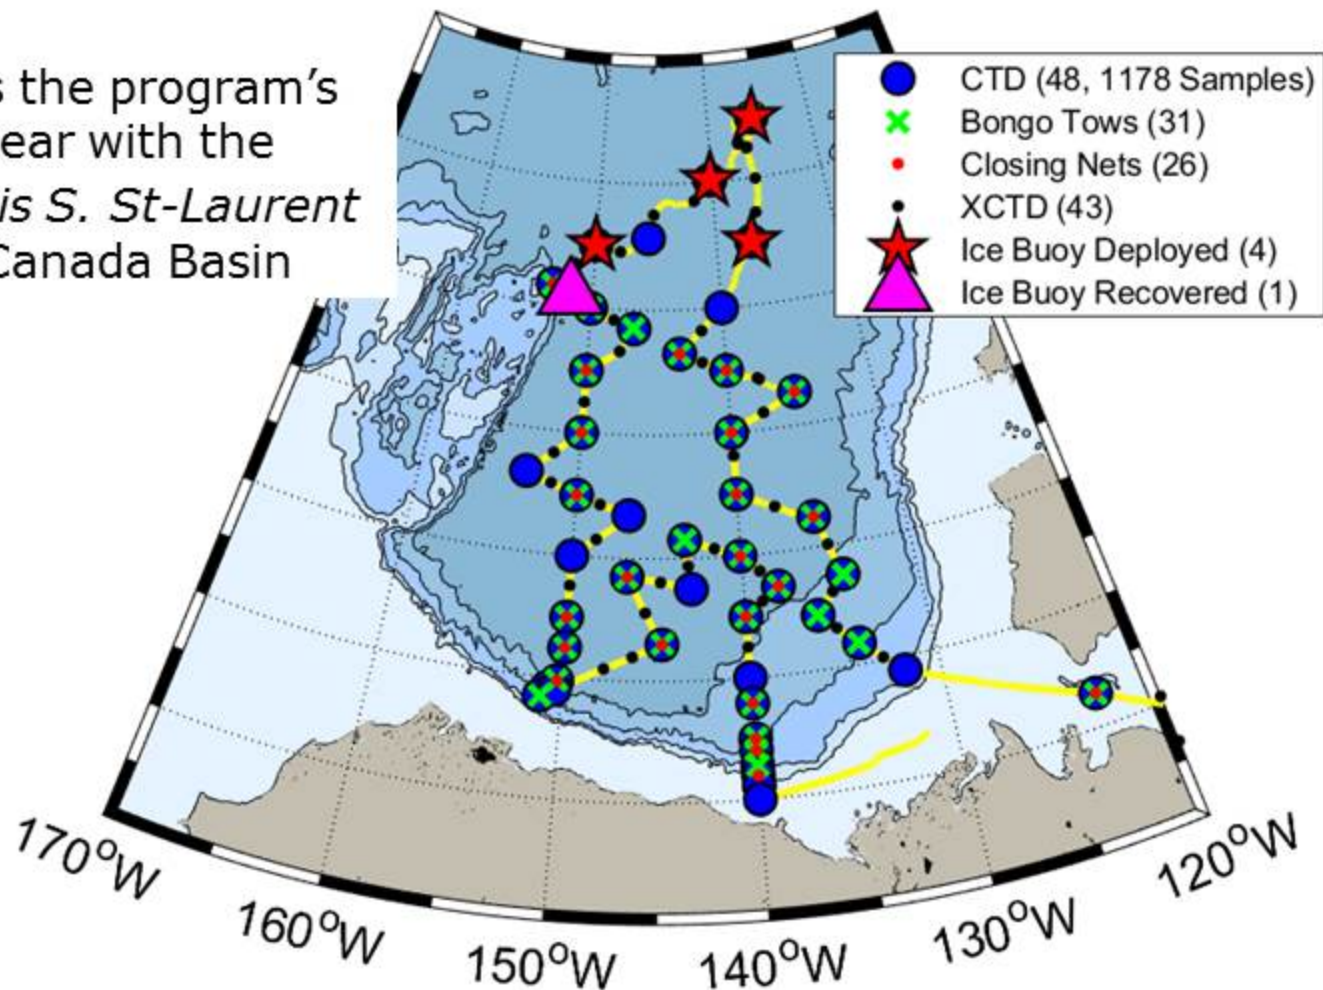 the program's
ear with the
is S. St-Laurent
Canada Basin
CTD (48, 1178 Samples)
Bongo Tows (31)
Closing Nets (26)
XCTD (43)
Ice Buoy Deployed (4)
Ice Buoy Recovered (1)
170°W
160°W
150°W
140°W
130°W
120°W